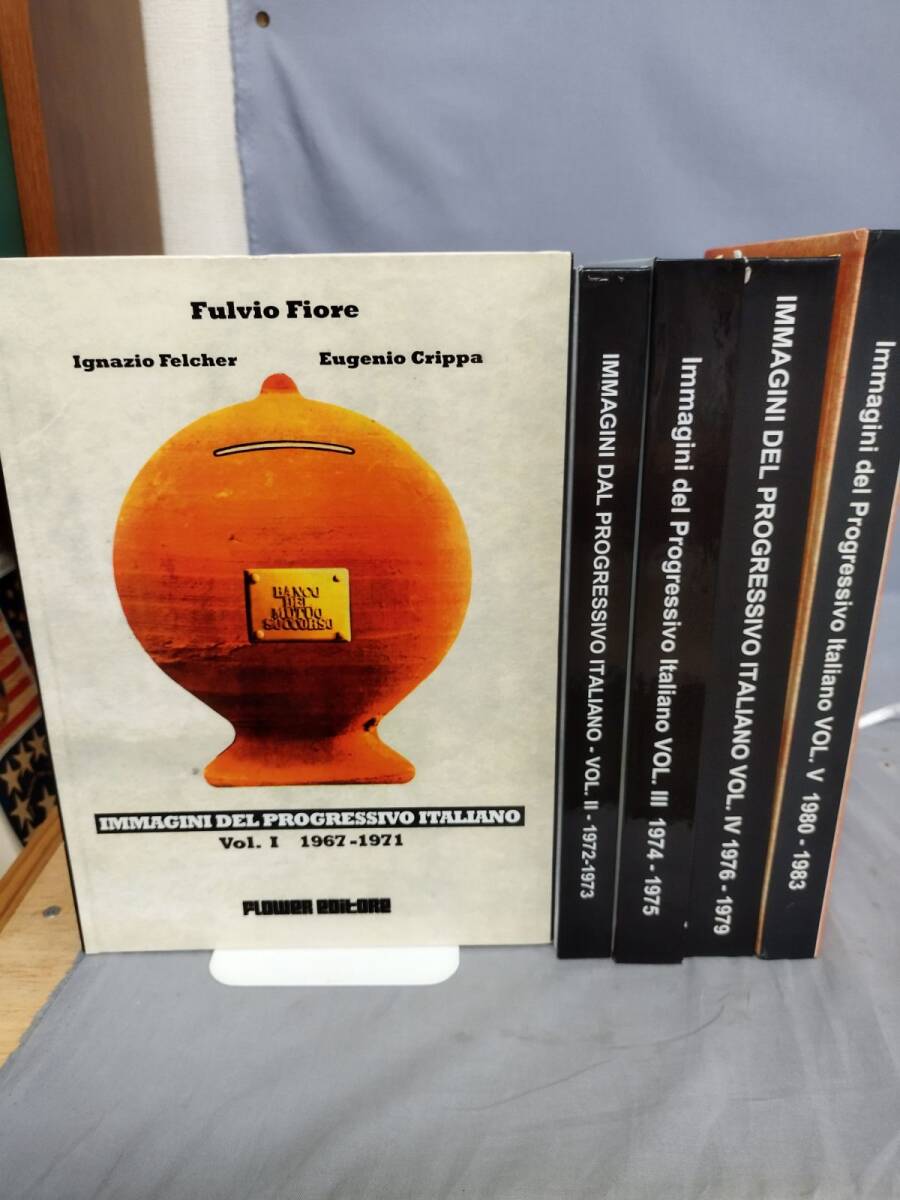 Fulvio Fiore
Ignazio Felcher
Eugenio Crippa
BANCO
DEL
MUTUO
SOCCORSO
IMMAGINI DEL PROGRESSIVO ITALIANO
Vol. I 1967-1971
FLOWER EDITORE
IMMAGINI DAL PROGRESSIVO ITALIANO - VOL. II - 1972-1973
Immagini del Progressivo Italiano VOL. III 1974 - 1975
IMMAGINI DEL PROGRESSIVO ITALIANO VOL. IV 1976 - 1979
Immagini del Progressivo Italiano VOL. V 1980 - 1983